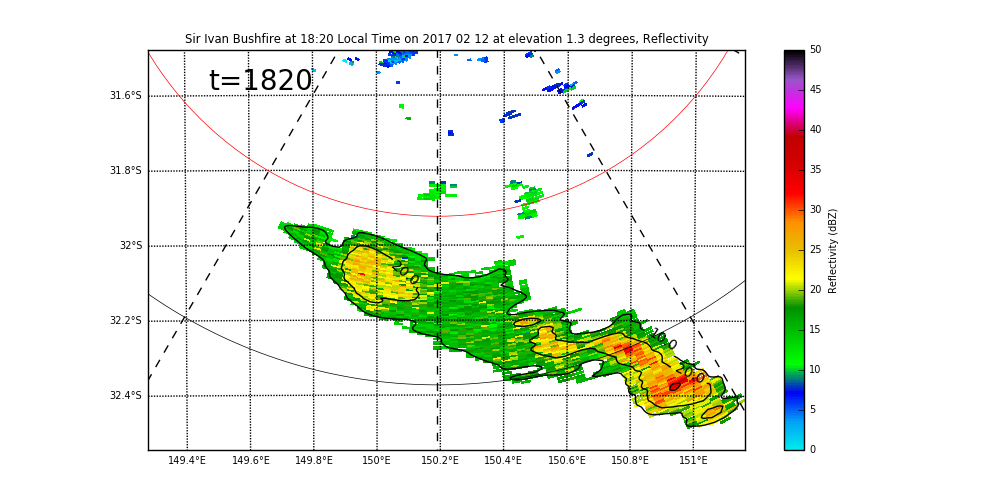 Sir Ivan Bushfire at 18:20 Local Time on 2017 02 12 at elevation 1.3 degrees, Reflectivity
t=1820
31.6°S
31.8°S
32°S
32.2°S
32.4°S
149.4°E 149.6°E 149.8°E 150°E 150.2°E 150.4°E 150.6°E 150.8°E 151°E
50
45
40
35
30
25
20
15
10
5
0
Reflectivity (dBZ)